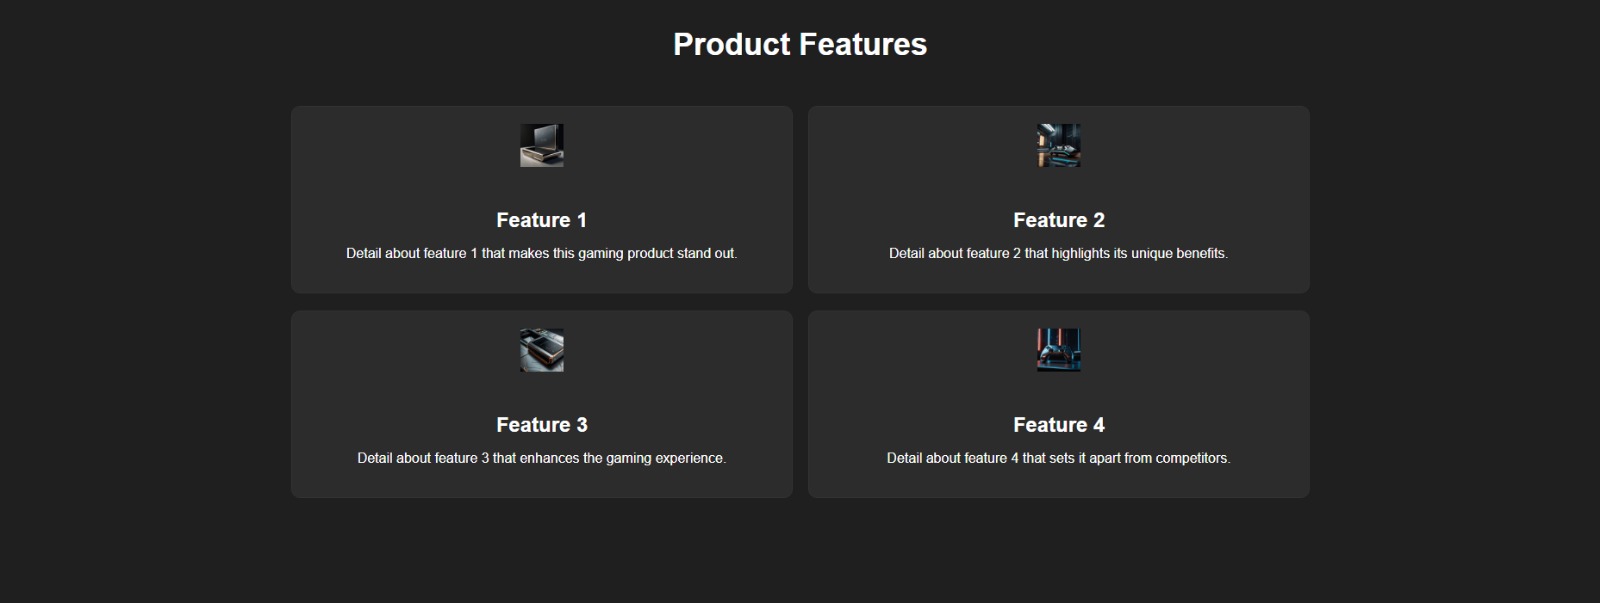 Product Features
Feature 1
Detail about feature 1 that makes this gaming product stand out.
Feature 2
Detail about feature 2 that highlights its unique benefits.
Feature 3
Detail about feature 3 that enhances the gaming experience.
Feature 4
Detail about feature 4 that sets it apart from competitors.